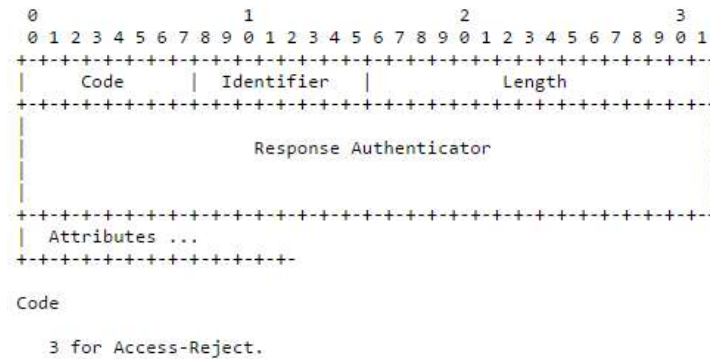 0                   1                   2                   3
0 1 2 3 4 5 6 7 8 9 0 1 2 3 4 5 6 7 8 9 0 1 2 3 4 5 6 7 8 9 0 1
+-+-+-+-+-+-+-+-+-+-+-+-+-+-+-+-+-+-+-+-+-+-+-+-+-+-+-+-+-+-+-+-
|     Code      |  Identifier   |            Length
+-+-+-+-+-+-+-+-+-+-+-+-+-+-+-+-+-+-+-+-+-+-+-+-+-+-+-+-+-+-+-+-
|
|                     Response Authenticator
|
|
+-+-+-+-+-+-+-+-+-+-+-+-+-+-+-+-+-+-+-+-+-+-+-+-+-+-+-+-+-+-+-+-
|  Attributes ...
+-+-+-+-+-+-+-+-+-+-+-+-+-
Code
3 for Access-Reject.